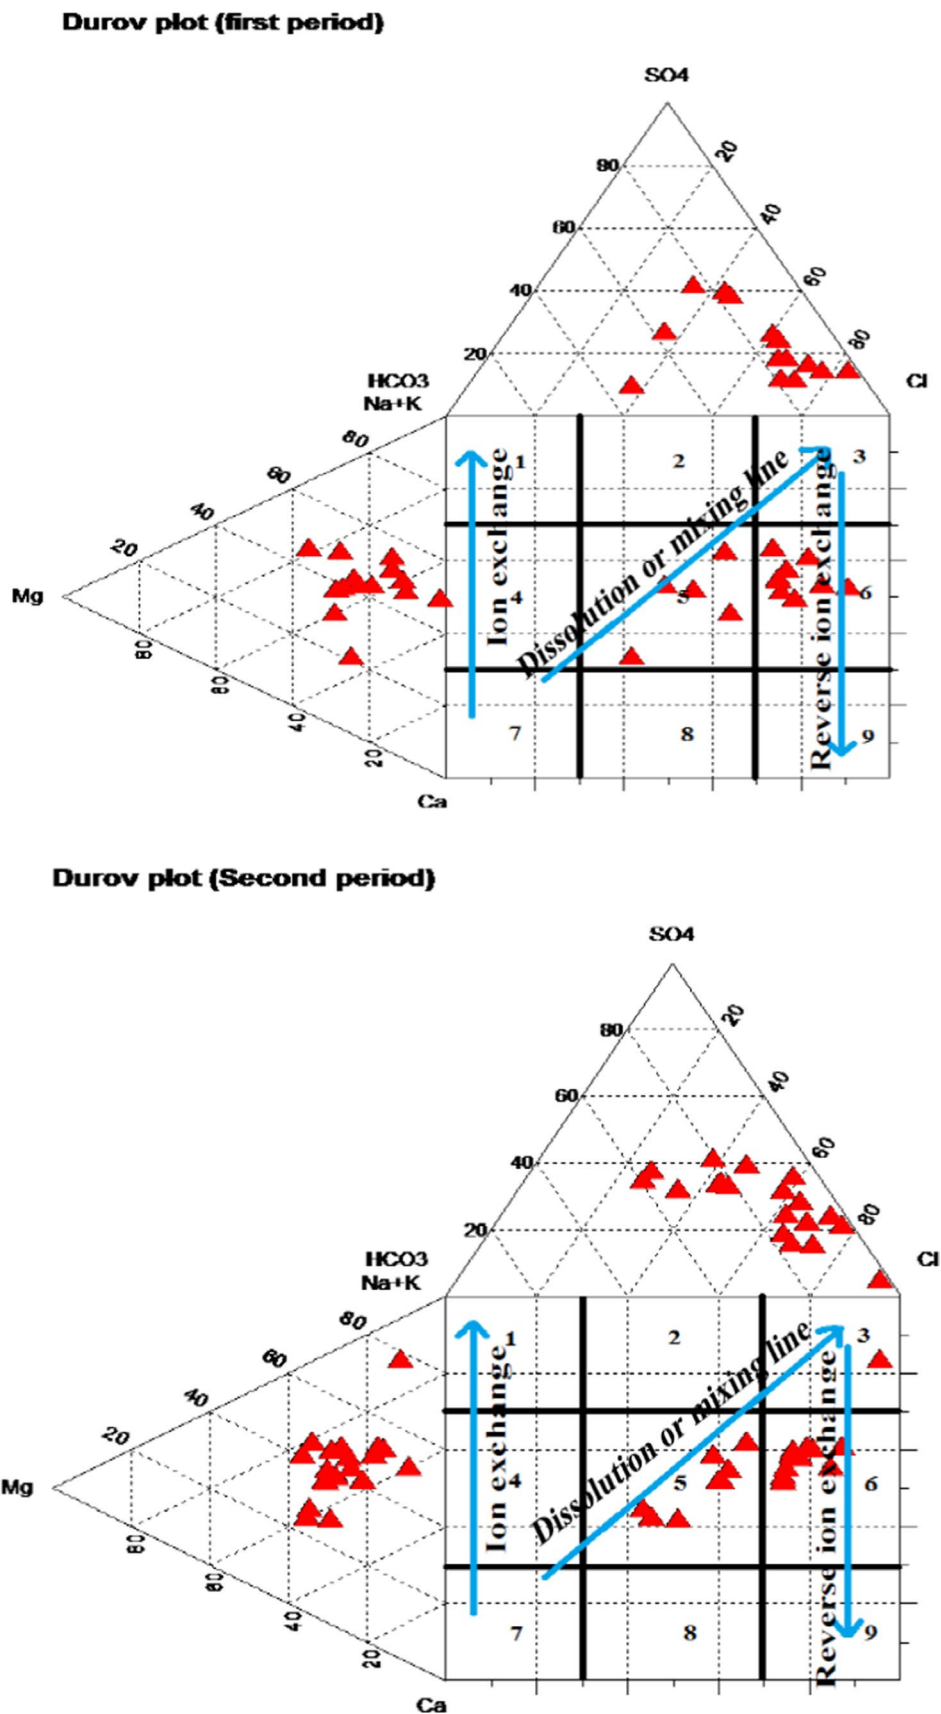 Durov plot (first period)
SO4
80
20
60
40
40
60
20
80
HCO3
Cl
Na+K
80
1
2
3
60
40
20
Mg
4
5
6
Ion exchange
Dissolution or mixing line
Reverse ion exchange
80
60
40
20
7
8
9
Ca
Durov plot (Second period)
SO4
80
20
60
40
40
60
20
80
HCO3
Cl
Na+K
80
1
2
3
60
40
20
Mg
4
5
6
Ion exchange
Dissolution or mixing line
Reverse ion exchange
80
60
40
20
7
8
9
Ca